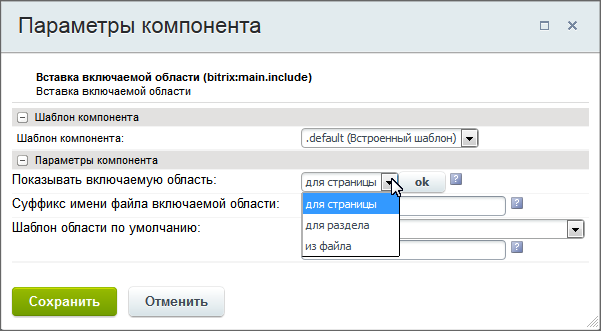 Параметры компонента
Вставка включаемой области (bitrix:main.include)
Вставка включаемой области
Шаблон компонента
Шаблон компонента: .default (Встроенный шаблон)
Параметры компонента
Показывать включаемую область: для страницы ok ?
Суффикс имени файла включаемой области: для страницы ?
Шаблон области по умолчанию: для раздела
из файла ?
Сохранить Отменить